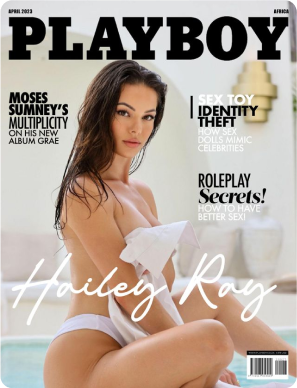 APRIL 2023
AFRICA
PLAYBOY
MOSES
SUMNEY'S
MULTIPLICITY
ON HIS NEW
ALBUM GRAE
SEX TOY
IDENTITY
THEFT
HOW SEX
DOLLS MIMIC
CELEBRITIES
ROLEPLAY
Secrets!
HOW TO HAVE
BETTER SEX!
Hailey Ray